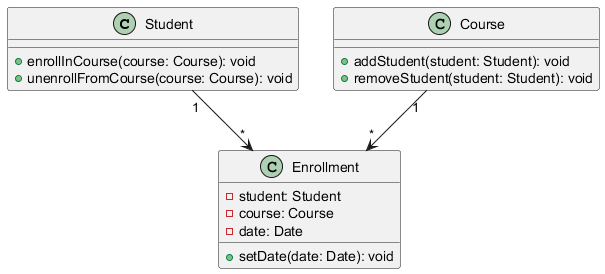 C Student
+ enrollInCourse(course: Course): void
+ unenrollFromCourse(course: Course): void
C Course
+ addStudent(student: Student): void
+ removeStudent(student: Student): void
1
*
1
*
C Enrollment
student: Student
course: Course
date: Date
setDate(date: Date): void